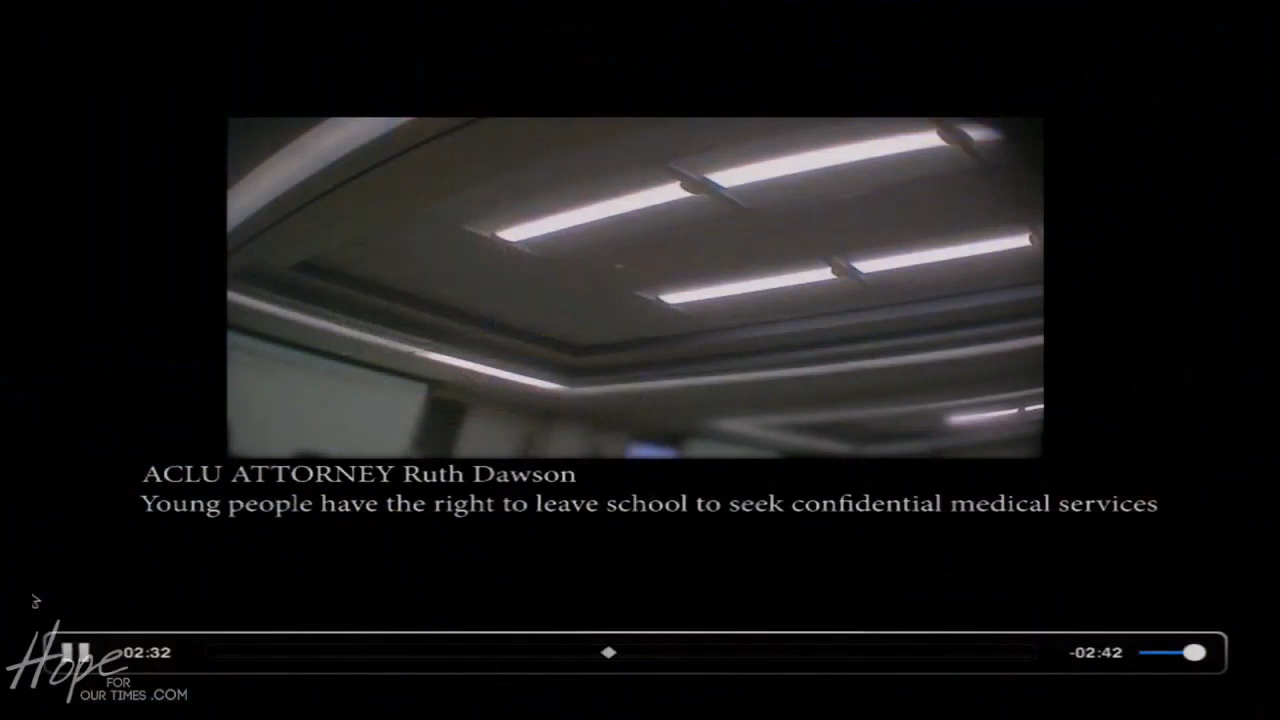 ACLU ATTORNEY Ruth Dawson
Young people have the right to leave school to seek confidential medical services
02:32
-02:42
Hope
FOR
OUR TIMES .COM